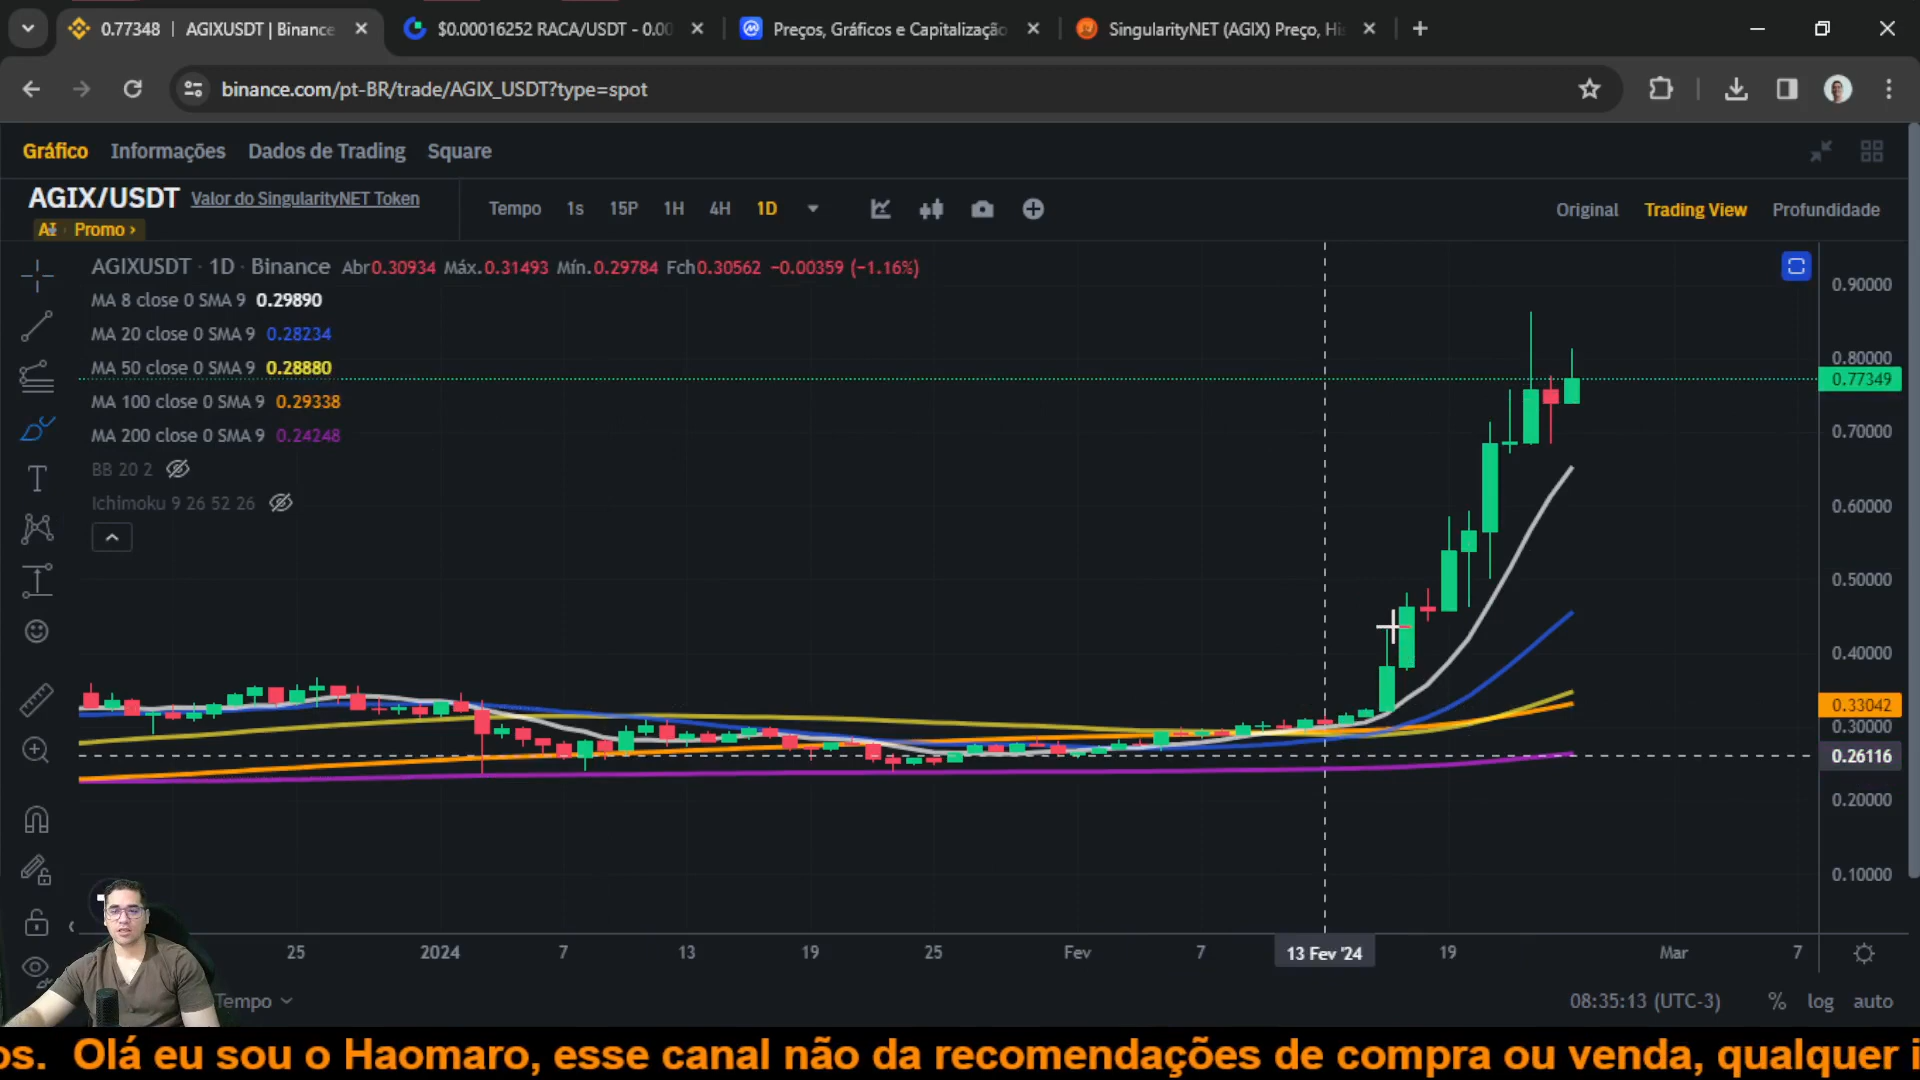 0.77348 | AGIXUSDT | Binance
$0.00016252 RACA/USDT - 0.00
Preços, Gráficos e Capitalização
SingularityNET (AGIX) Preço, His
binance.com/pt-BR/trade/AGIX_USDT?type=spot
Gráfico Informações Dados de Trading Square
AGIX/USDT Valor do SingularityNET Token
AI Promo ›
Tempo 1s 15P 1H 4H 1D
Original Trading View Profundidade
AGIXUSDT · 1D · Binance Abr0.30934 Máx.0.31493 Mín.0.29784 Fch0.30562 −0.00359 (−1.16%)
MA 8 close 0 SMA 9 0.29890
MA 20 close 0 SMA 9 0.28234
MA 50 close 0 SMA 9 0.28880
MA 100 close 0 SMA 9 0.29338
MA 200 close 0 SMA 9 0.24248
BB 20 2
Ichimoku 9 26 52 26
0.90000
0.80000
0.77349
0.70000
0.60000
0.50000
0.40000
0.33042
0.30000
0.26116
0.20000
0.10000
25 2024 7 13 19 25 Fev 7 13 Fev '24 19 Mar 7
Tempo
08:35:13 (UTC-3) % log auto
os. Olá eu sou o Haomaro, esse canal não da recomendações de compra ou venda, qualquer i